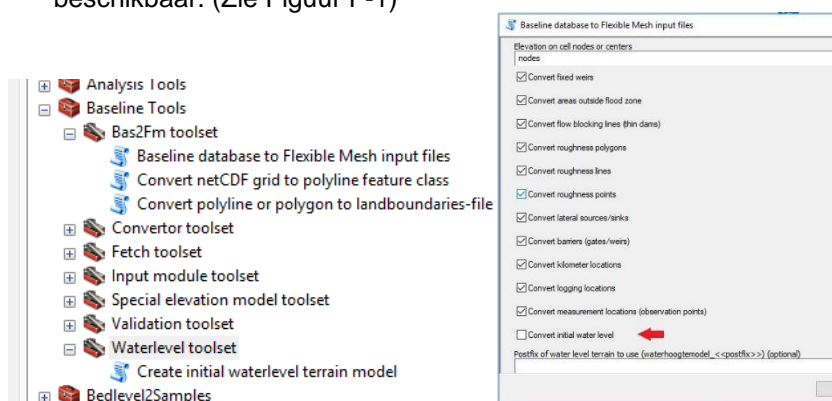 beschikbaar. (Zie Figuur F-1)
Analysis Tools
Baseline Tools
Bas2Fm toolset
Baseline database to Flexible Mesh input files
Convert netCDF grid to polyline feature class
Convert polyline or polygon to landboundaries-file
Convertor toolset
Fetch toolset
Input module toolset
Special elevation model toolset
Validation toolset
Waterlevel toolset
Create initial waterlevel terrain model
Bedlevel2Samples
Baseline database to Flexible Mesh input files
Elevation on cell nodes or centers
nodes
Convert fixed weirs
Convert areas outside flood zone
Convert flow blocking lines (thin dams)
Convert roughness polygons
Convert roughness lines
Convert roughness points
Convert lateral sources/sinks
Convert barriers (gates/weirs)
Convert kilometer locations
Convert logging locations
Convert measurement locations (observation points)
Convert initial water level
Postfix of water level terrain to use (waterhoogtemodel_<<postfix>>) (optional)